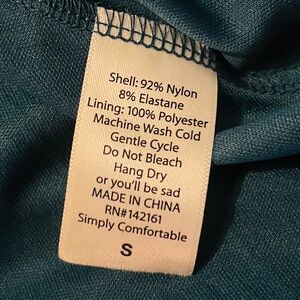 Shell: 92% Nylon
8% Elastane
Lining: 100% Polyester
Machine Wash Cold
Gentle Cycle
Do Not Bleach
Hang Dry
or you'll be sad
MADE IN CHINA
RN#142161
Simply Comfortable
S